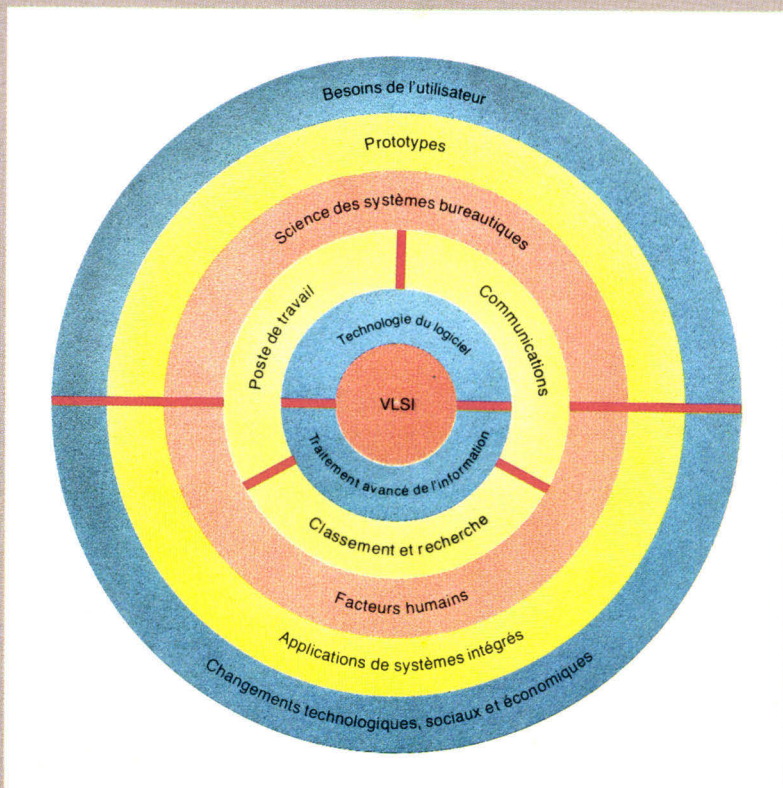 Besoins de l'utilisateur
Prototypes
Science des systèmes bureautiques
Poste de travail
Communications
Technologie du logiciel
VLSI
Traitement avancé de l'information
Classement et recherche
Facteurs humains
Applications de systèmes intégrés
Changements technologiques, sociaux et économiques